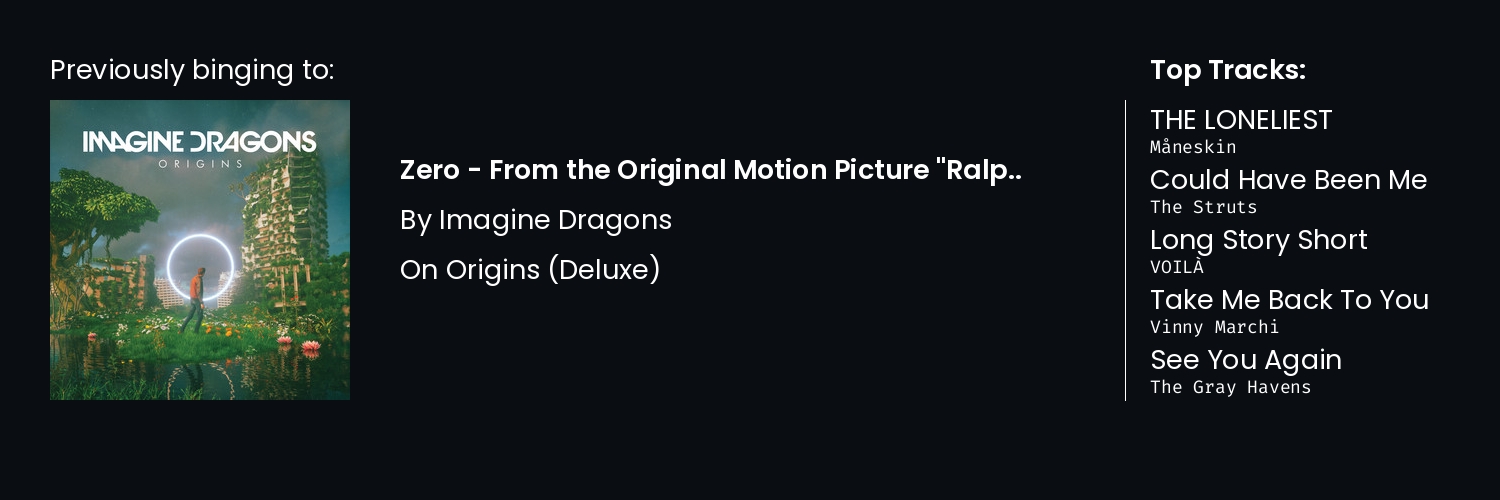 Previously binging to:
IMAGINE DRAGONS
ORIGINS
Zero - From the Original Motion Picture "Ralp..
By Imagine Dragons
On Origins (Deluxe)
Top Tracks:
THE LONELIEST
Måneskin
Could Have Been Me
The Struts
Long Story Short
VOILÀ
Take Me Back To You
Vinny Marchi
See You Again
The Gray Havens